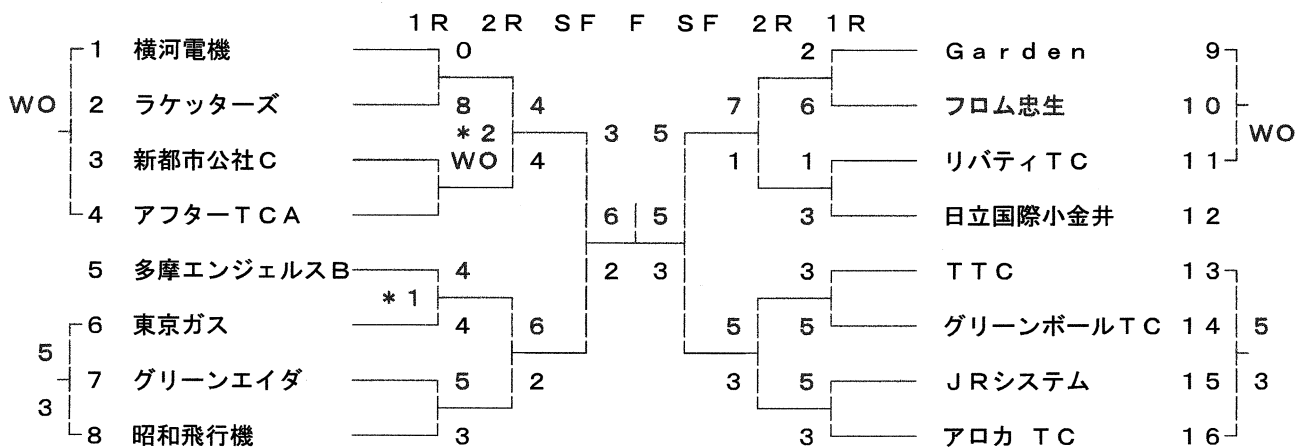 1R 2R SF F SF 2R 1R
1 横河電機 0 2 Garden 9
WO 2 ラケッターズ 8 4 7 6 フロム忠生 10
*2 3 5 WO
3 新都市公社C WO 4 1 1 リバティTC 11
4 アフターTCA 6 5 3 日立国際小金井 12
5 多摩エンジェルスB 4 2 3 3 TTC 13
*1
6 東京ガス 4 6 5 5 グリーンボールTC 14 5
5
7 グリーンエイダ 5 2 3 5 JRシステム 15 3
3
8 昭和飛行機 3 3 アロカ TC 16